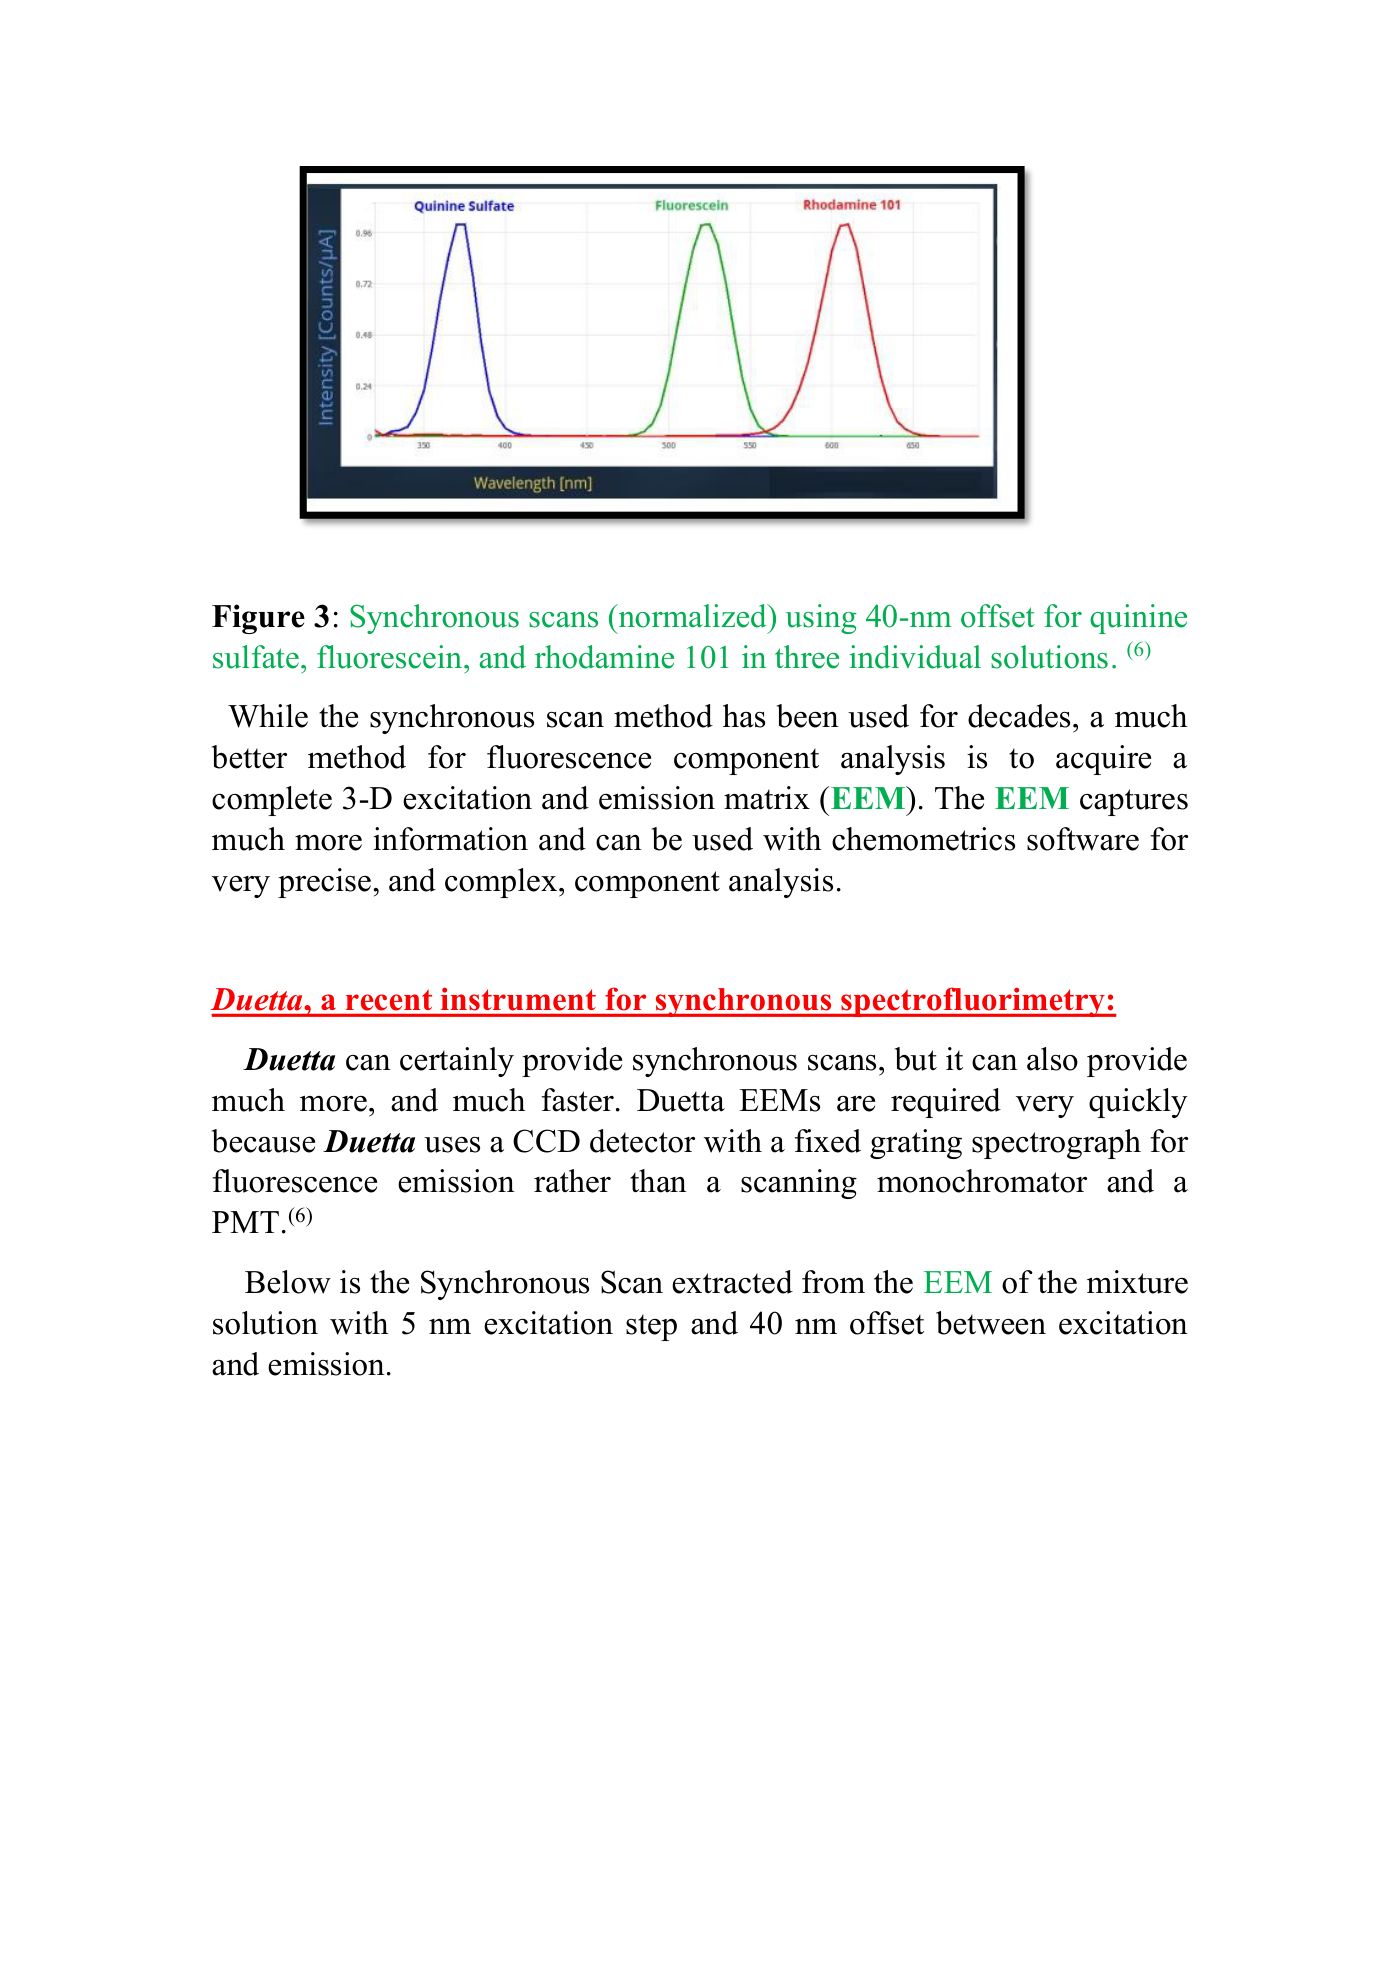 Quinine Sulfate Fluorescein Rhodamine 101
Intensity [Counts/µA]
0.96
0.72
0.48
0.24
0
350 400 450 500 550 600 650
Wavelength [nm]
Figure 3: Synchronous scans (normalized) using 40-nm offset for quinine
sulfate, fluorescein, and rhodamine 101 in three individual solutions. (6)
While the synchronous scan method has been used for decades, a much
better method for fluorescence component analysis is to acquire a
complete 3-D excitation and emission matrix (EEM). The EEM captures
much more information and can be used with chemometrics software for
very precise, and complex, component analysis.
Duetta, a recent instrument for synchronous spectrofluorimetry:
Duetta can certainly provide synchronous scans, but it can also provide
much more, and much faster. Duetta EEMs are required very quickly
because Duetta uses a CCD detector with a fixed grating spectrograph for
fluorescence emission rather than a scanning monochromator and a
PMT.(6)
Below is the Synchronous Scan extracted from the EEM of the mixture
solution with 5 nm excitation step and 40 nm offset between excitation
and emission.